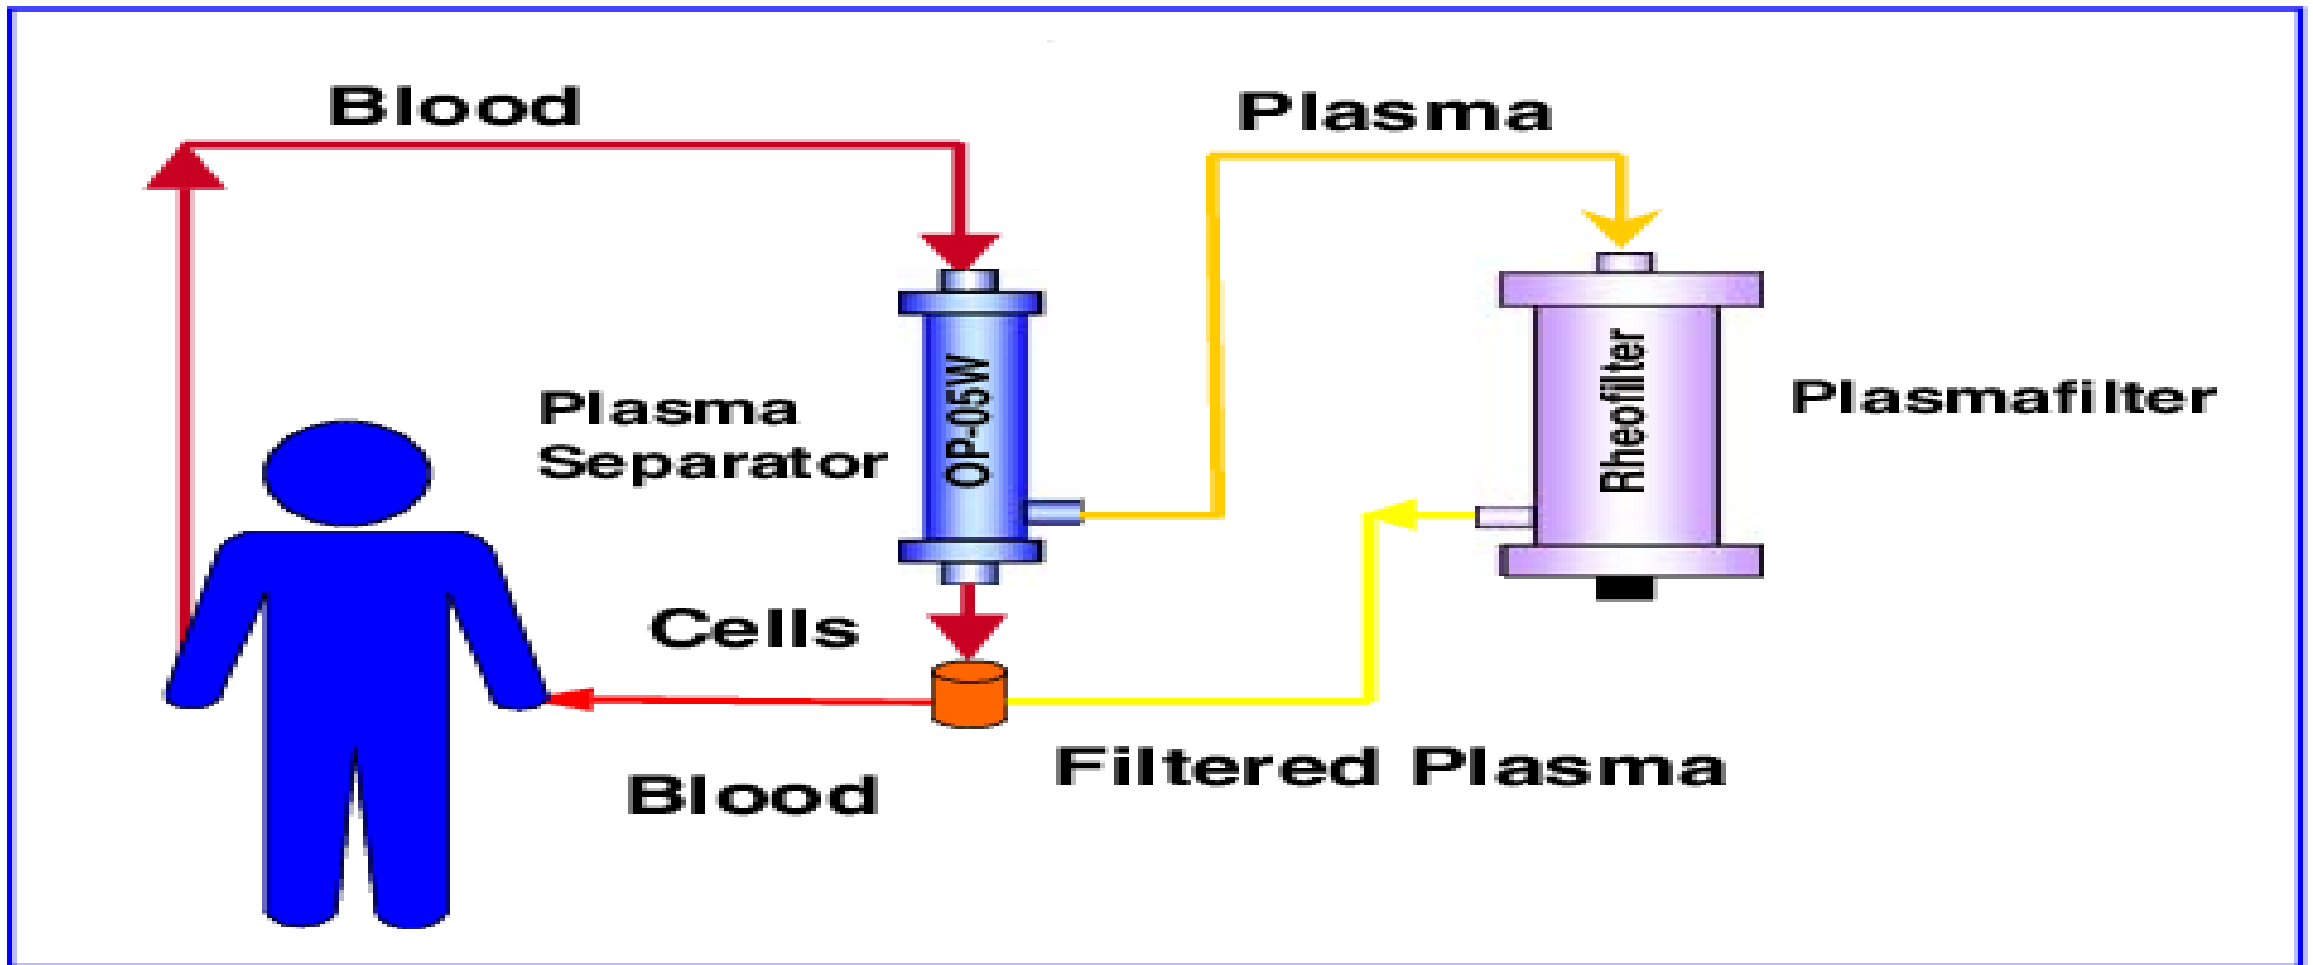 Blood
Plasma
Plasma
Separator
OP-05W
Rheofilter
Plasmafilter
Cells
Blood
Filtered Plasma